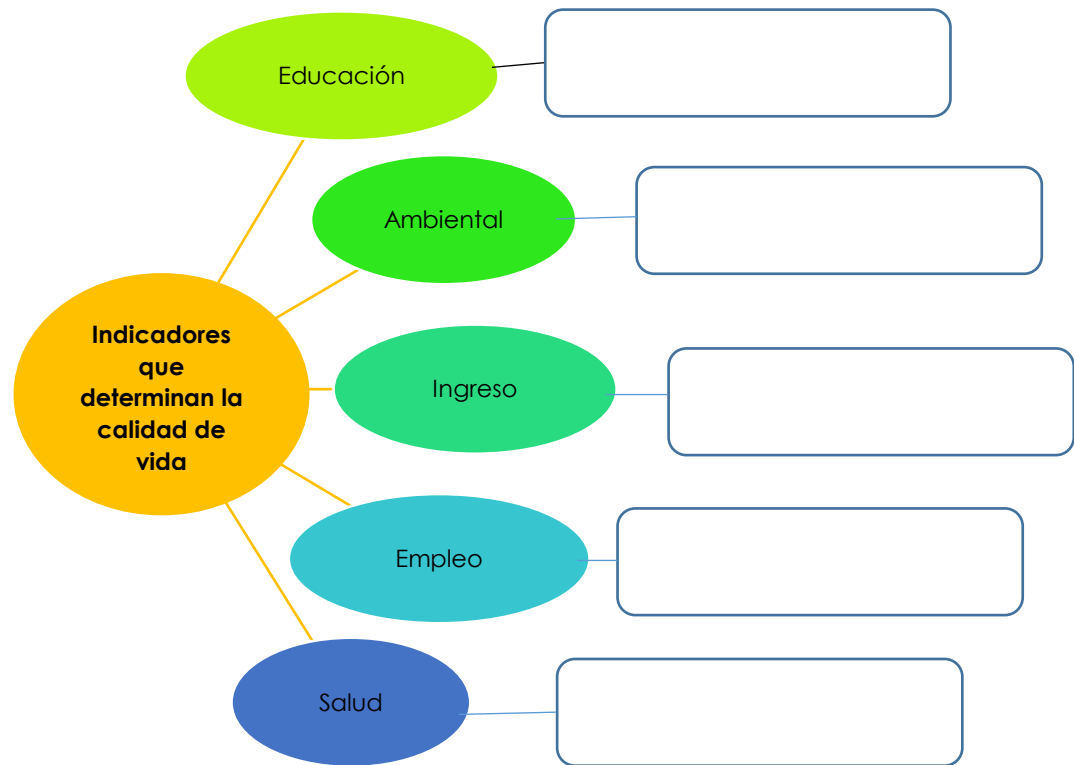 Educación
Ambiental
Indicadores
que
determinan la
calidad de
vida
Ingreso
Empleo
Salud